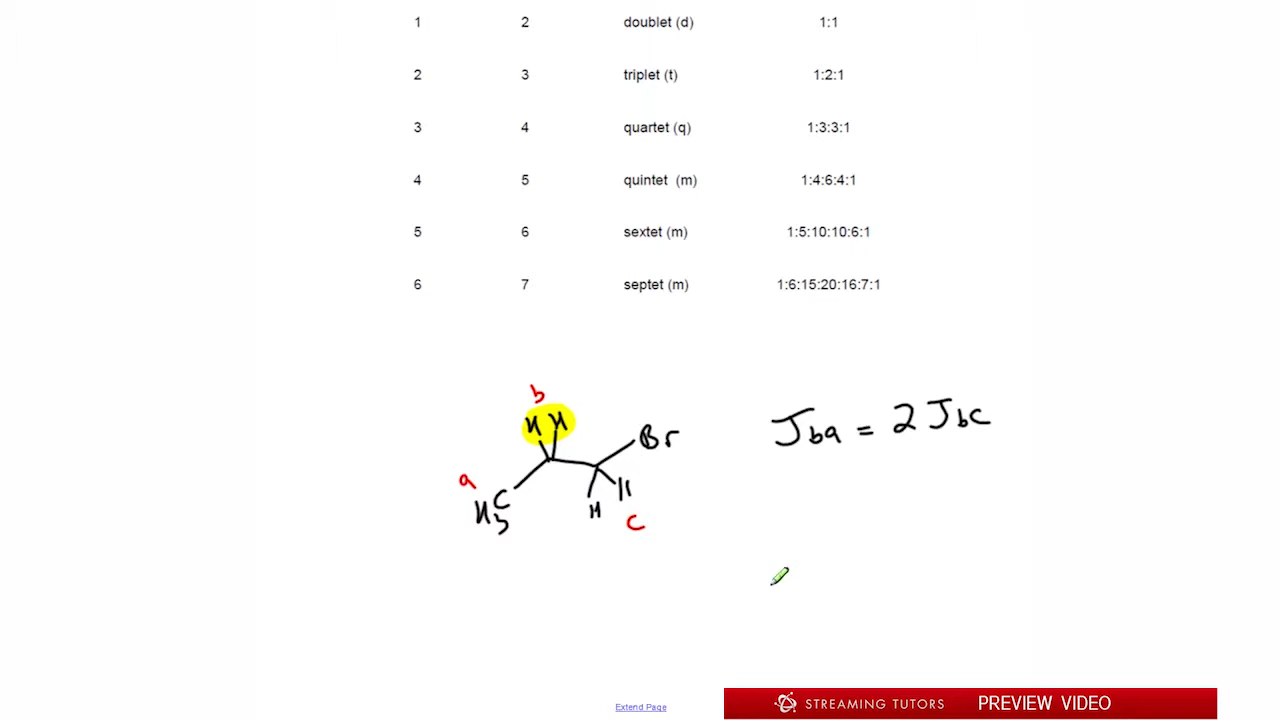 1 2 doublet (d) 1:1
2 3 triplet (t) 1:2:1
3 4 quartet (q) 1:3:3:1
4 5 quintet (m) 1:4:6:4:1
5 6 sextet (m) 1:5:10:10:6:1
6 7 septet (m) 1:6:15:20:16:7:1
b
H H
Br
J_ba = 2 J_bc
a
H3C
H H
c
Extend Page
STREAMING TUTORS PREVIEW VIDEO